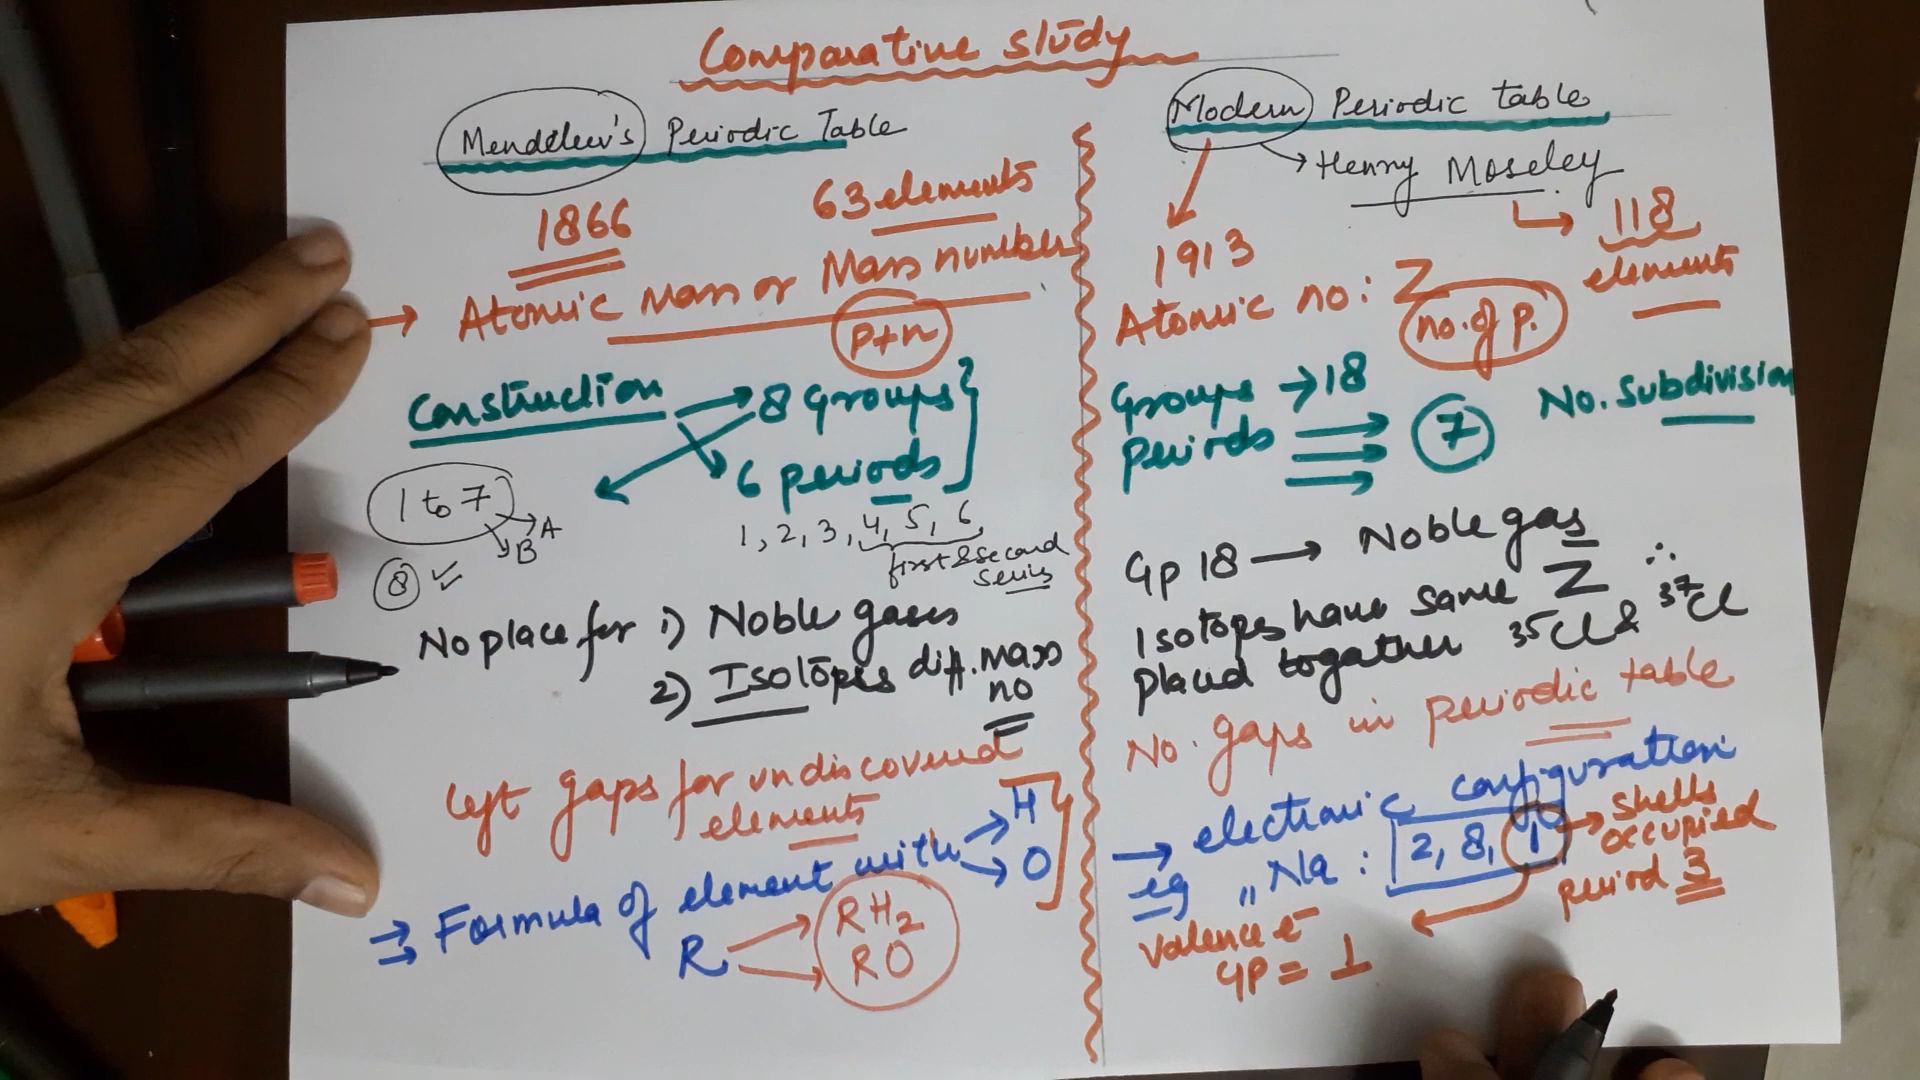 Comparative study
Mendeleev's Periodic Table
63 elements
1866
→ Atomic Mass or Mass number
p+n
Construction → 8 Groups
6 periods
1 to 7 → A
B
1, 2, 3, 4, 5, 6,
first & second
series
8
No place for 1) Noble gases
2) Isotopes diff. mass
no
left gaps for undiscovered
elements
⇒ Formula of element with → H
→ O
R → RH2
→ RO
Modern Periodic table
→ Henry Moseley
118
elements
1913
Atomic no: Z
no. of p.
Groups → 18
No. Subdivision
periods → 7
Gp 18 → Noble gas
Isotopes have same Z ∴
placed togather 35Cl & 37Cl
No. gaps in periodic table
→ electronic configuration
eg ,, Na : 2, 8, 1 → shells
occupied
period 3
valence e-
GP = 1